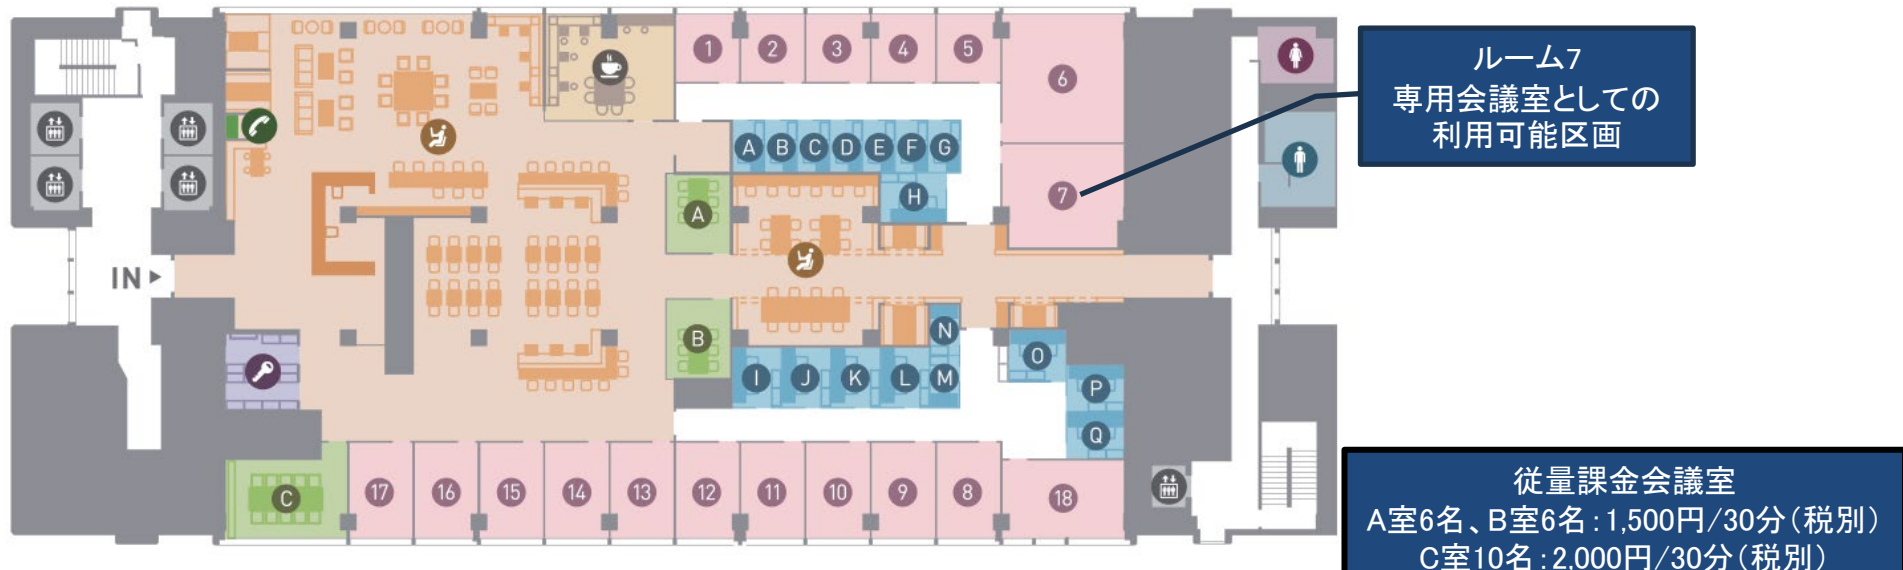 1 2 3 4 5
6
ルーム7
専用会議室としての
利用可能区画
A B C D E F G
H
7
A
IN
B
N
O
I J K L M
P
Q
C 17 16 15 14 13 12 11 10 9 8 18
従量課金会議室
A室6名、B室6名：1,500円/30分（税別）
C室10名：2,000円/30分（税別）